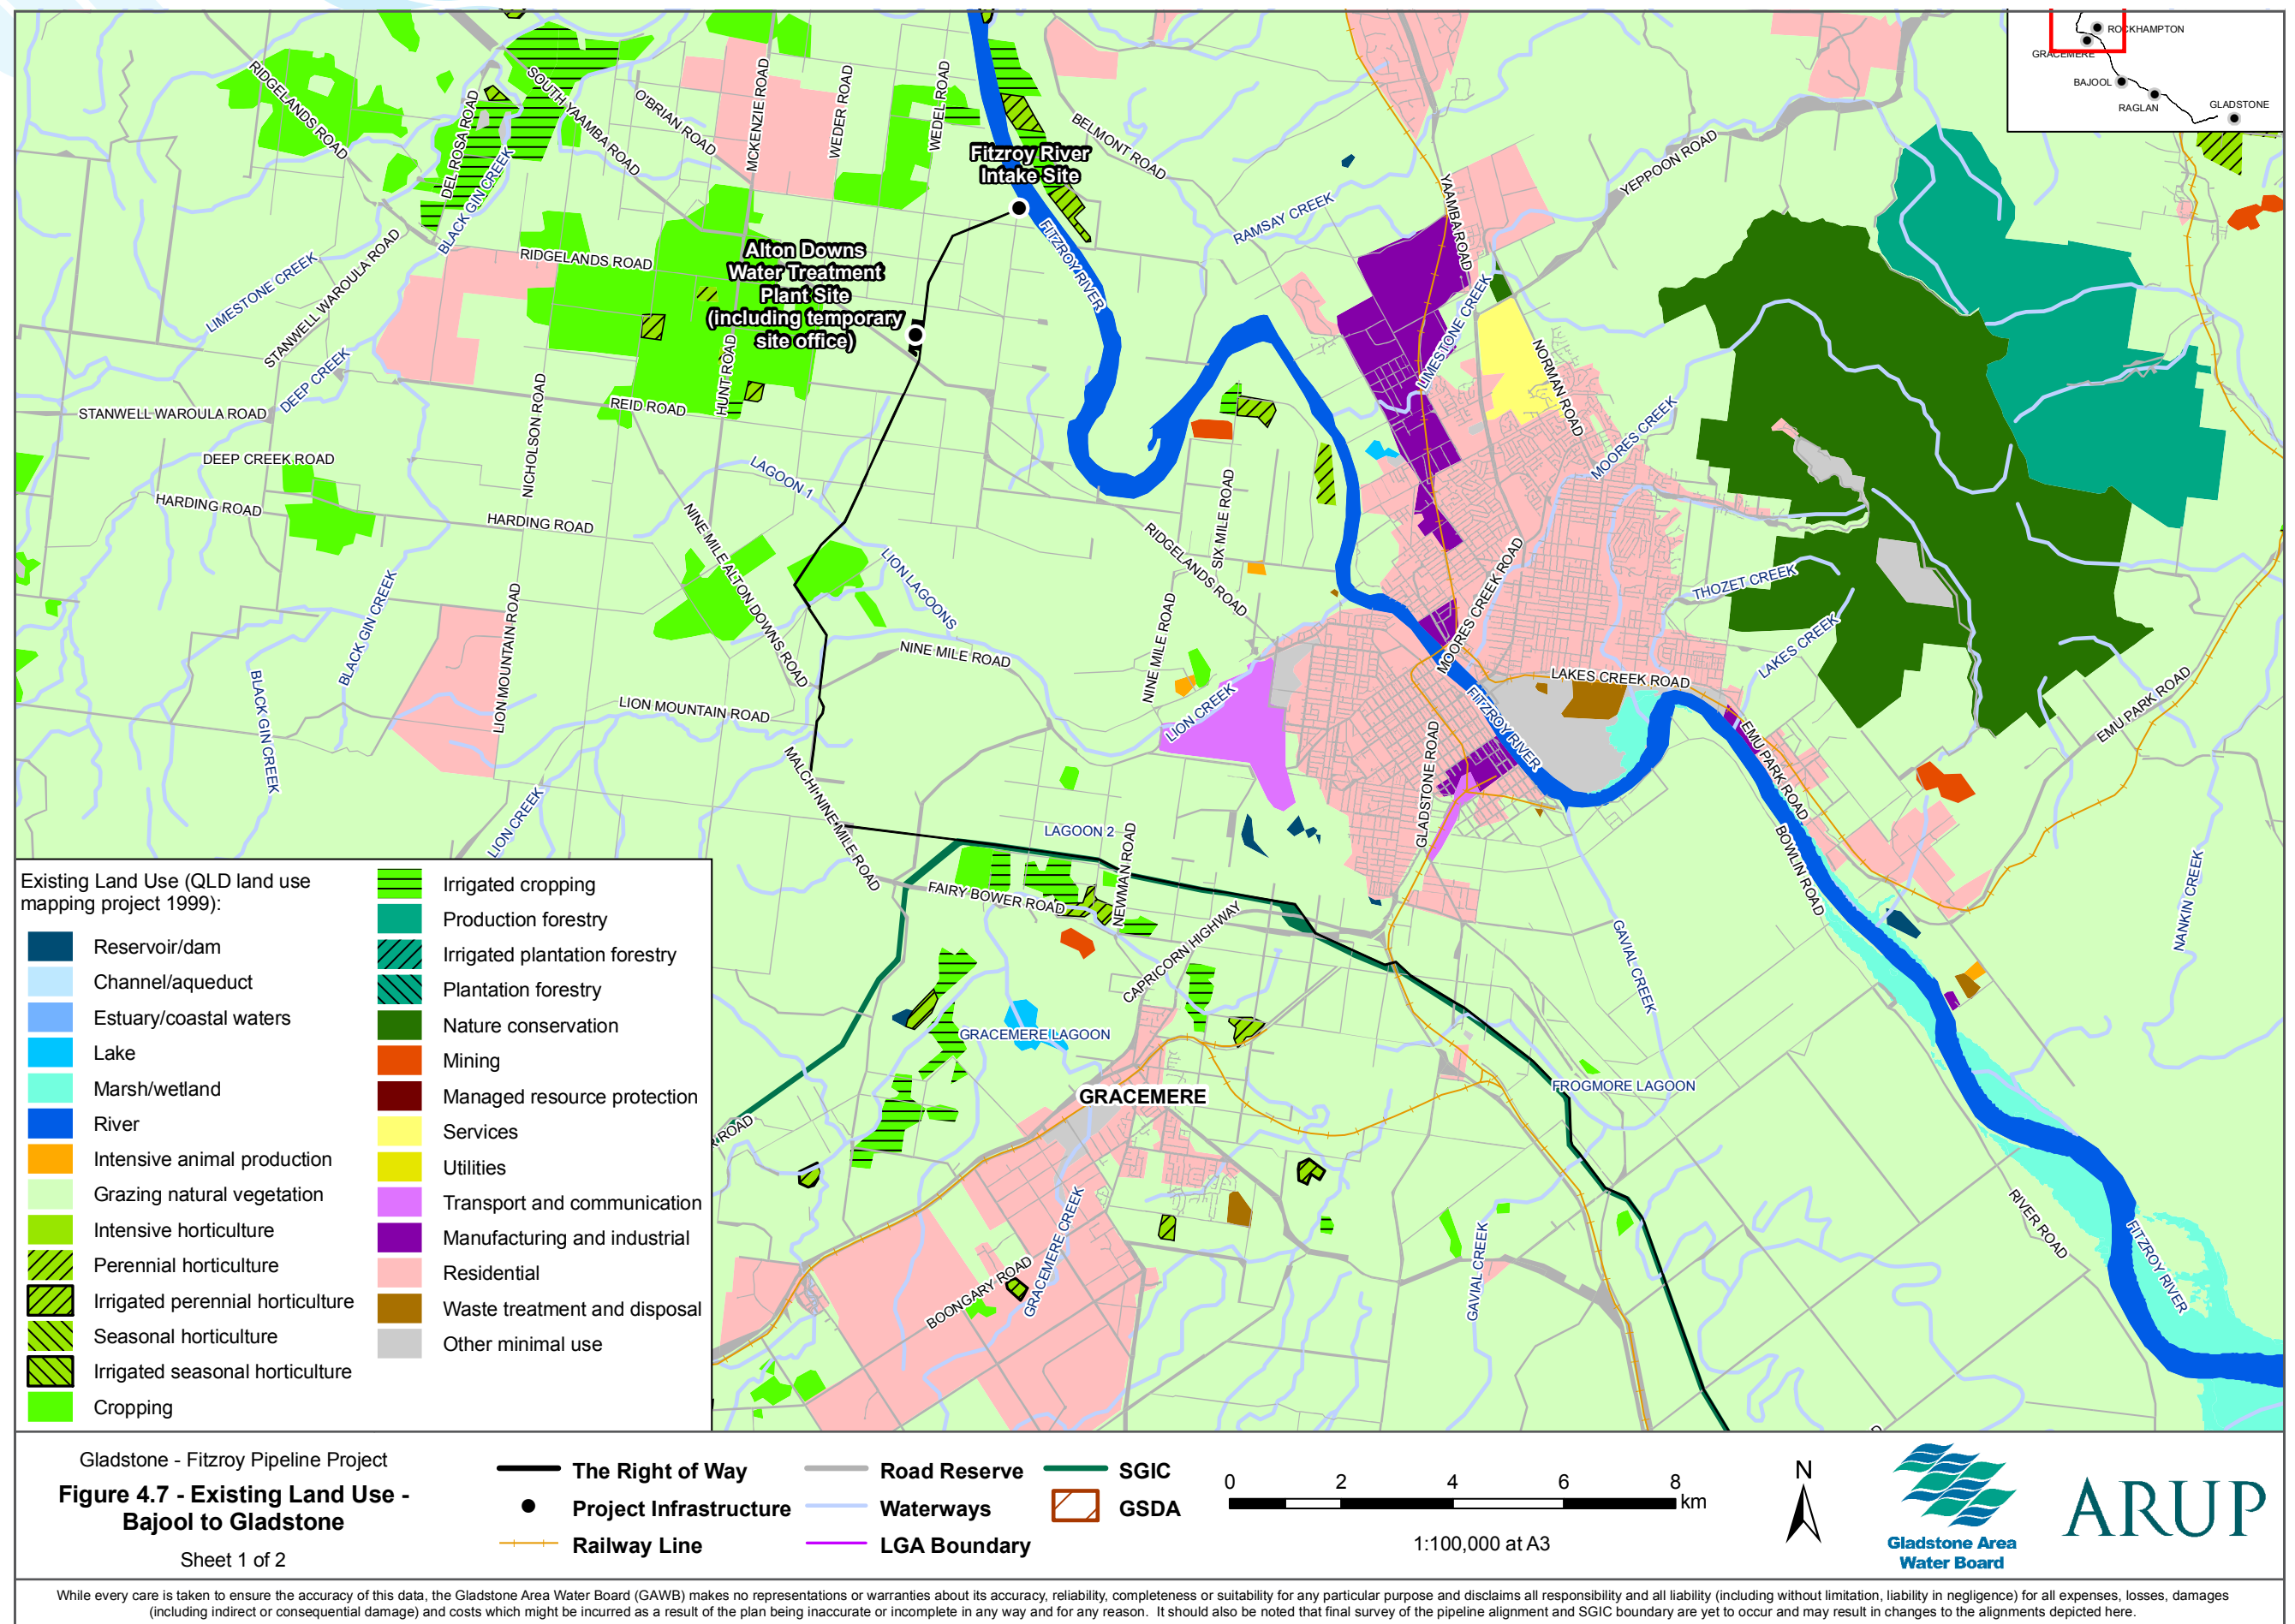 ROCKHAMPTON
GRACEMERE
BAJOOL
RAGLAN
GLADSTONE
RIDGELANDS ROAD
DEL ROSA ROAD
BLACK GIN CREEK
SOUTH YAAMBA ROAD
O'BRIAN ROAD
MCKENZIE ROAD
WEDER ROAD
WEDEL ROAD
BELMONT ROAD
Fitzroy River
Intake Site
FITZROY RIVER
RAMSAY CREEK
YAAMBA ROAD
YEPPOON ROAD
LIMESTONE CREEK
STANWELL WAROULA ROAD
RIDGELANDS ROAD
Alton Downs
Water Treatment
Plant Site
(including temporary
site office)
LIMESTONE CREEK
NORMAN ROAD
DEEP CREEK
STANWELL WAROULA ROAD
HUNT ROAD
REID ROAD
NICHOLSON ROAD
MOORES CREEK
DEEP CREEK ROAD
HARDING ROAD
HARDING ROAD
LAGOON 1
NINE MILE ALTON DOWNS ROAD
LION LAGOONS
RIDGELANDS ROAD
SIX MILE ROAD
NINE MILE ROAD
MOORES CREEK ROAD
THOZET CREEK
LAKES CREEK
BLACK GIN CREEK
LION MOUNTAIN ROAD
NINE MILE ROAD
LAKES CREEK ROAD
BLACK GIN CREEK
LION MOUNTAIN ROAD
LION CREEK
FITZROY RIVER
EMU PARK ROAD
EMU PARK ROAD
MALCHI-NINE MILE ROAD
GLADSTONE ROAD
LION CREEK
LAGOON 2
NEWMAN ROAD
BOWLIN ROAD
NANKIN CREEK
FAIRY BOWER ROAD
CAPRICORN HIGHWAY
GAVIAL CREEK
GRACEMERE LAGOON
GRACEMERE
FROGMORE LAGOON
R ROAD
RIVER ROAD
FITZROY RIVER
GRACEMERE CREEK
BOONGARY ROAD
GAVIAL CREEK
Existing Land Use (QLD land use
mapping project 1999):
Reservoir/dam
Channel/aqueduct
Estuary/coastal waters
Lake
Marsh/wetland
River
Intensive animal production
Grazing natural vegetation
Intensive horticulture
Perennial horticulture
Irrigated perennial horticulture
Seasonal horticulture
Irrigated seasonal horticulture
Cropping
Irrigated cropping
Production forestry
Irrigated plantation forestry
Plantation forestry
Nature conservation
Mining
Managed resource protection
Services
Utilities
Transport and communication
Manufacturing and industrial
Residential
Waste treatment and disposal
Other minimal use
Gladstone - Fitzroy Pipeline Project
Figure 4.7 - Existing Land Use -
Bajool to Gladstone
Sheet 1 of 2
The Right of Way
Project Infrastructure
Railway Line
Road Reserve
Waterways
LGA Boundary
SGIC
GSDA
0 2 4 6 8
km
1:100,000 at A3
N
Gladstone Area
Water Board
ARUP
While every care is taken to ensure the accuracy of this data, the Gladstone Area Water Board (GAWB) makes no representations or warranties about its accuracy, reliability, completeness or suitability for any particular purpose and disclaims all responsibility and all liability (including without limitation, liability in negligence) for all expenses, losses, damages
(including indirect or consequential damage) and costs which might be incurred as a result of the plan being inaccurate or incomplete in any way and for any reason. It should also be noted that final survey of the pipeline alignment and SGIC boundary are yet to occur and may result in changes to the alignments depicted here.